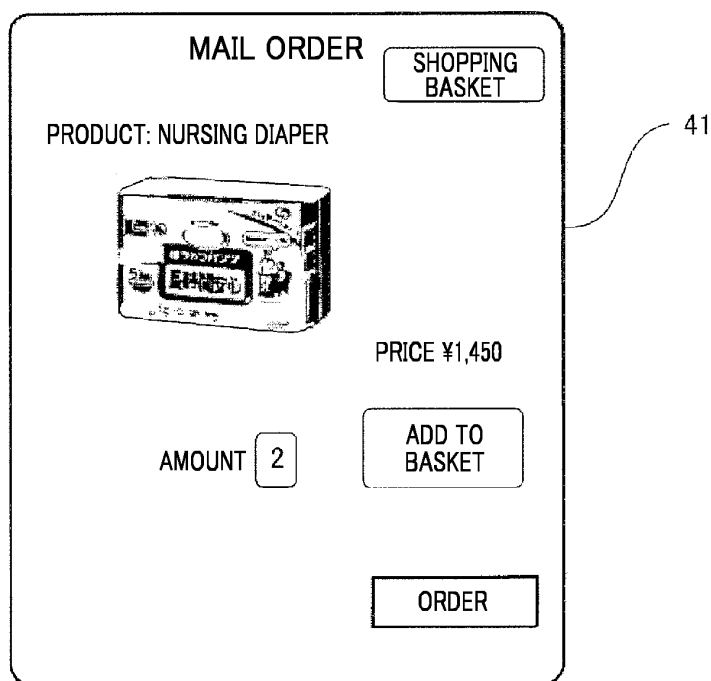 MAIL ORDER
SHOPPING
BASKET
41
PRODUCT: NURSING DIAPER
PRICE ¥1,450
AMOUNT 2
ADD TO
BASKET
ORDER